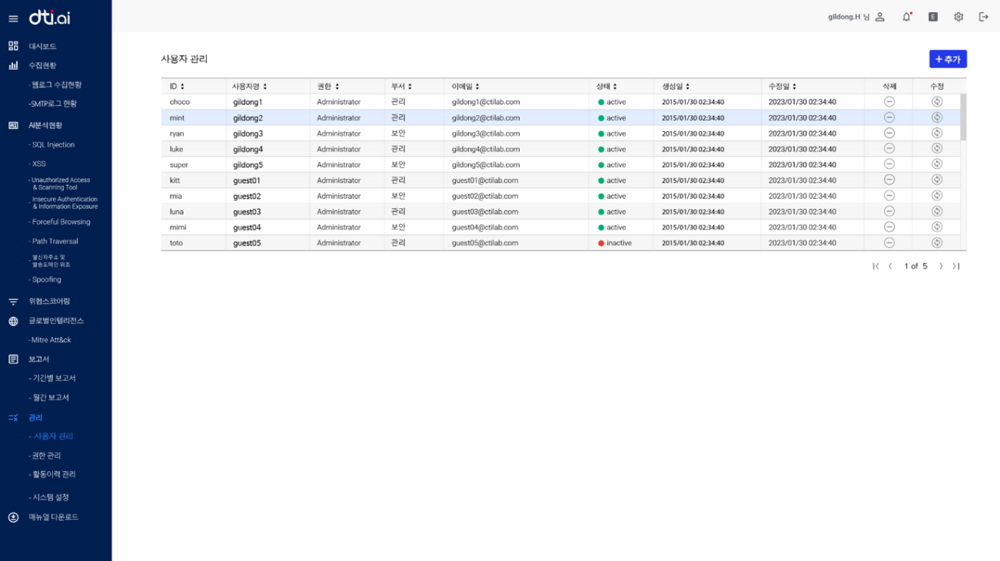 dti.ai
gildong.H 님
E
대시보드
수집현황
-웹로그 수집현황
-SMTP로그 현황
AI분석현황
- SQL Injection
- XSS
- Unauthorized Access
& Scanning Tool
- Insecure Authentication
& Information Exposure
- Forceful Browsing
- Path Traversal
- 발신자주소 및
발송도메인 위조
- Spoofing
위협스코어링
글로벌인텔리전스
-Mitre Att&ck
보고서
- 기간별 보고서
- 월간 보고서
관리
- 사용자 관리
- 권한 관리
- 활동이력 관리
- 시스템 설정
매뉴얼 다운로드
사용자 관리
+ 추가
ID 사용자명 권한 부서 이메일 상태 생성일 수정일 삭제 수정
choco gildong1 Administrator 관리 gildong1@ctilab.com active 2015/01/30 02:34:40 2023/01/30 02:34:40
mint gildong2 Administrator 관리 gildong2@ctilab.com active 2015/01/30 02:34:40 2023/01/30 02:34:40
ryan gildong3 Administrator 보안 gildong3@ctilab.com active 2015/01/30 02:34:40 2023/01/30 02:34:40
luke gildong4 Administrator 관리 gildong4@ctilab.com active 2015/01/30 02:34:40 2023/01/30 02:34:40
super gildong5 Administrator 보안 gildong5@ctilab.com active 2015/01/30 02:34:40 2023/01/30 02:34:40
kitt guest01 Administrator 관리 guest01@ctilab.com active 2015/01/30 02:34:40 2023/01/30 02:34:40
mia guest02 Administrator 보안 guest02@ctilab.com active 2015/01/30 02:34:40 2023/01/30 02:34:40
luna guest03 Administrator 관리 guest03@ctilab.com active 2015/01/30 02:34:40 2023/01/30 02:34:40
mimi guest04 Administrator 보안 guest04@ctilab.com active 2015/01/30 02:34:40 2023/01/30 02:34:40
toto guest05 Administrator 관리 guest05@ctilab.com inactive 2015/01/30 02:34:40 2023/01/30 02:34:40
1 of 5